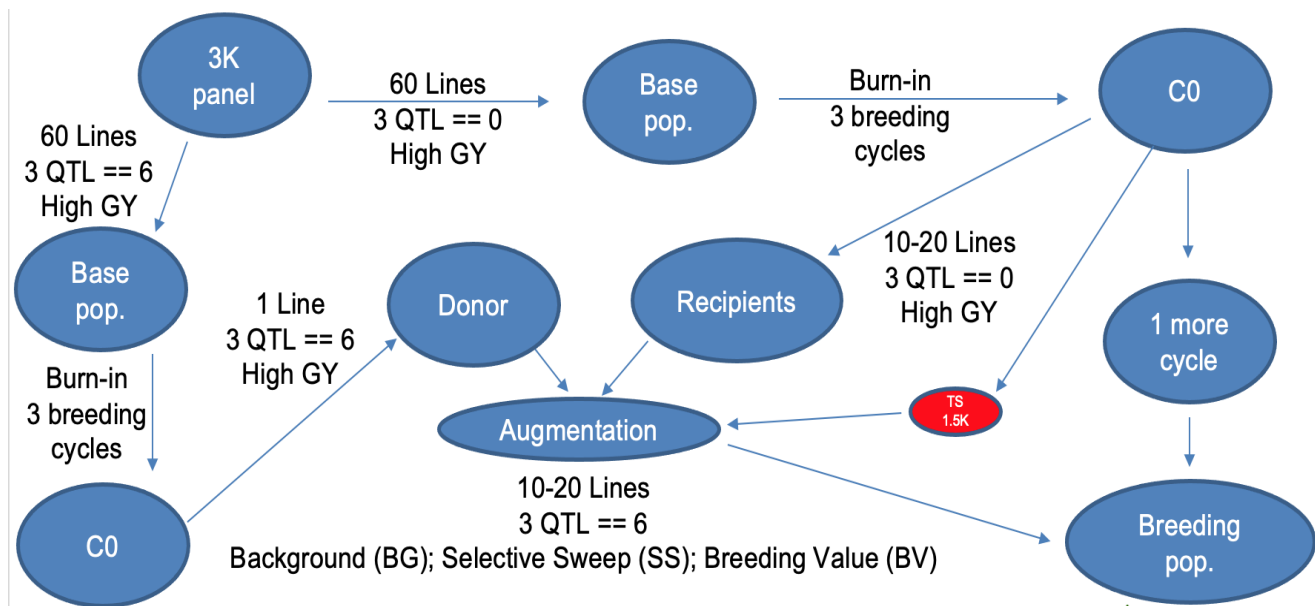 3K
panel
60 Lines
3 QTL == 0
High GY
Base
pop.
Burn-in
3 breeding
cycles
C0
60 Lines
3 QTL == 6
High GY
Base
pop.
Burn-in
3 breeding
cycles
C0
1 Line
3 QTL == 6
High GY
Donor
Recipients
10-20 Lines
3 QTL == 0
High GY
1 more
cycle
TS
1.5K
Augmentation
10-20 Lines
3 QTL == 6
Background (BG); Selective Sweep (SS); Breeding Value (BV)
Breeding
pop.